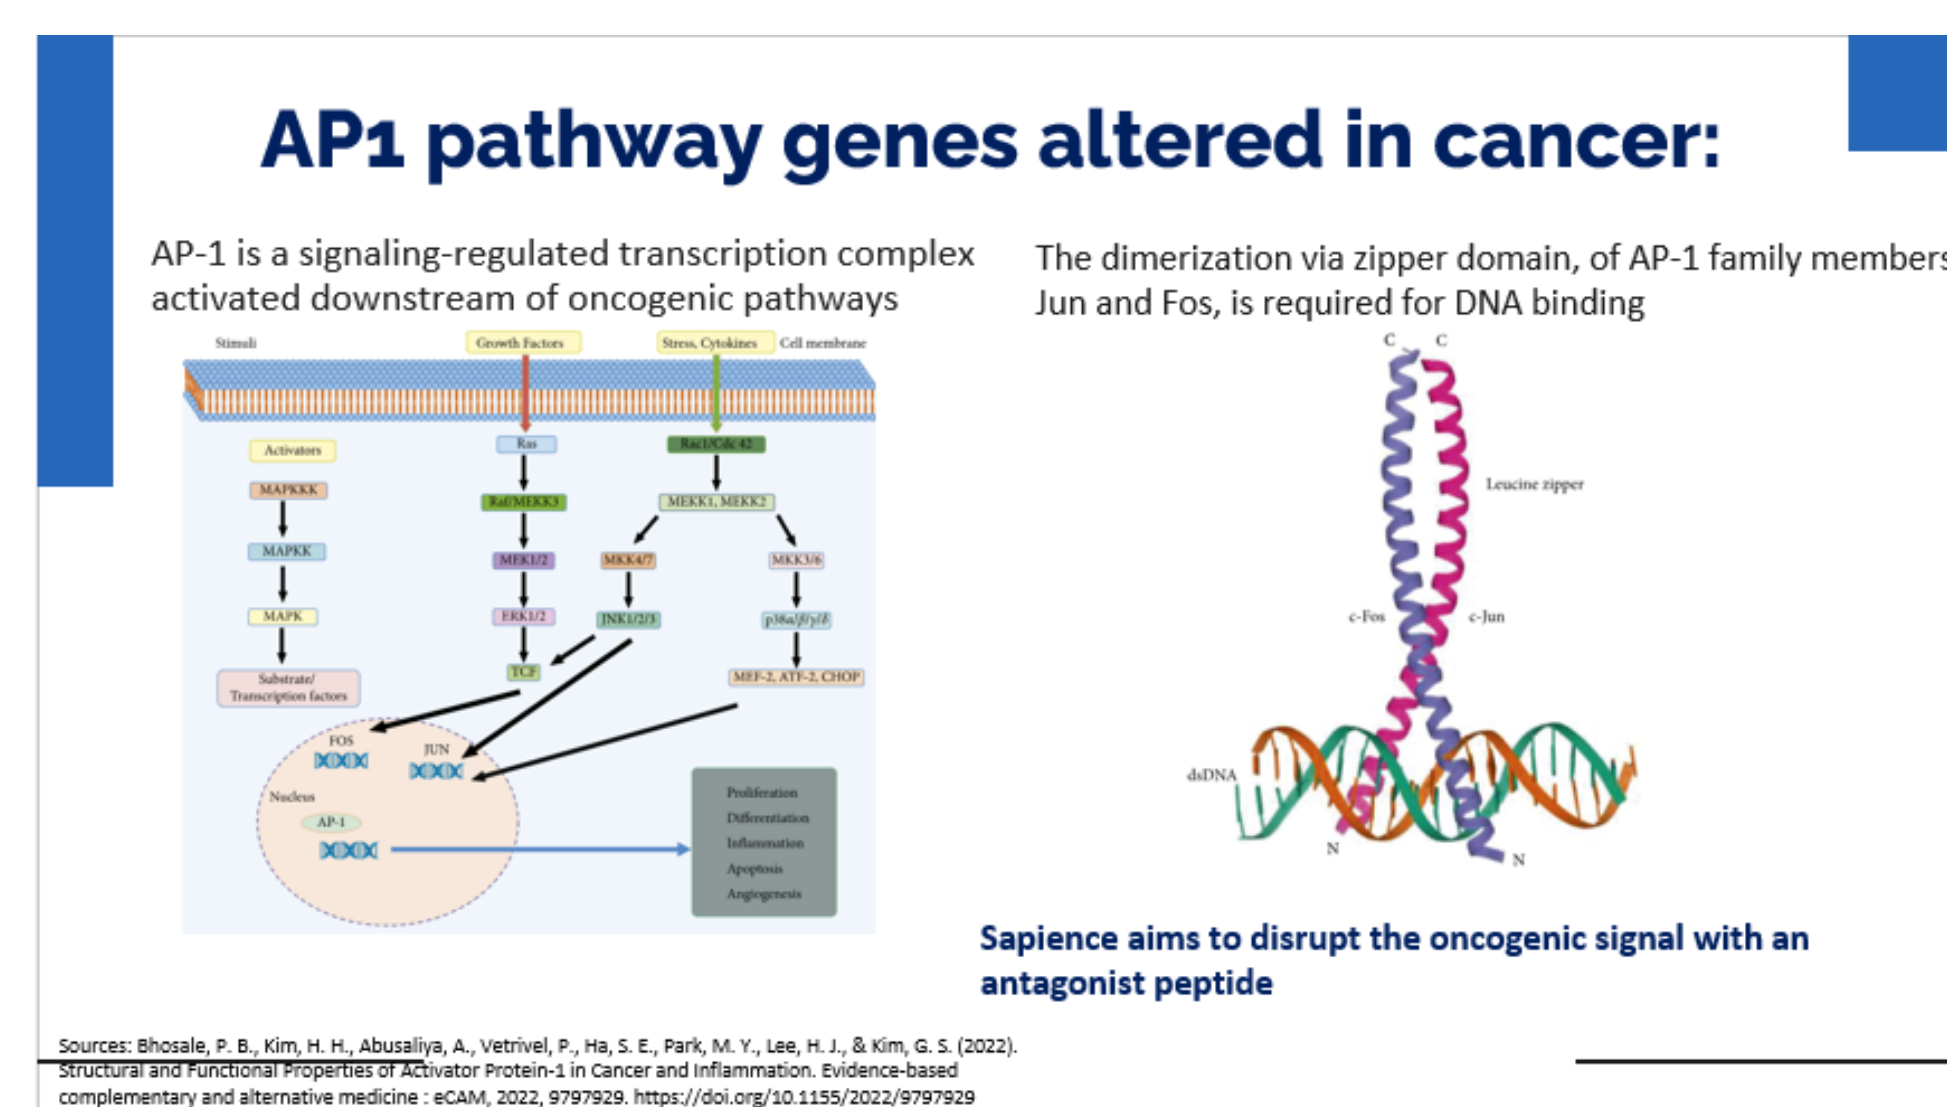 AP1 pathway genes altered in cancer:
AP-1 is a signaling-regulated transcription complex
activated downstream of oncogenic pathways
Stimuli
Growth Factors
Stress, Cytokines
Cell membrane
Activators
MAPKKK
MAPKK
MAPK
Substrate/
Transcription factors
Ras
Raf/MEKK3
MEK1/2
ERK1/2
TCF
Rac1/Cdc 42
MEKK1, MEKK2
MKK4/7
JNK1/2/3
MKK3/6
p38α/β/γ/δ
MEF-2, ATF-2, CHOP
FOS
JUN
Nucleus
AP-1
Proliferation
Differentiation
Inflammation
Apoptosis
Angiogenesis
The dimerization via zipper domain, of AP-1 family members
Jun and Fos, is required for DNA binding
C
C
Leucine zipper
c-Fos
c-Jun
dsDNA
N
N
Sapience aims to disrupt the oncogenic signal with an
antagonist peptide
Sources: Bhosale, P. B., Kim, H. H., Abusaliya, A., Vetrivel, P., Ha, S. E., Park, M. Y., Lee, H. J., & Kim, G. S. (2022).
Structural and Functional Properties of Activator Protein-1 in Cancer and Inflammation. Evidence-based
complementary and alternative medicine : eCAM, 2022, 9797929. https://doi.org/10.1155/2022/9797929